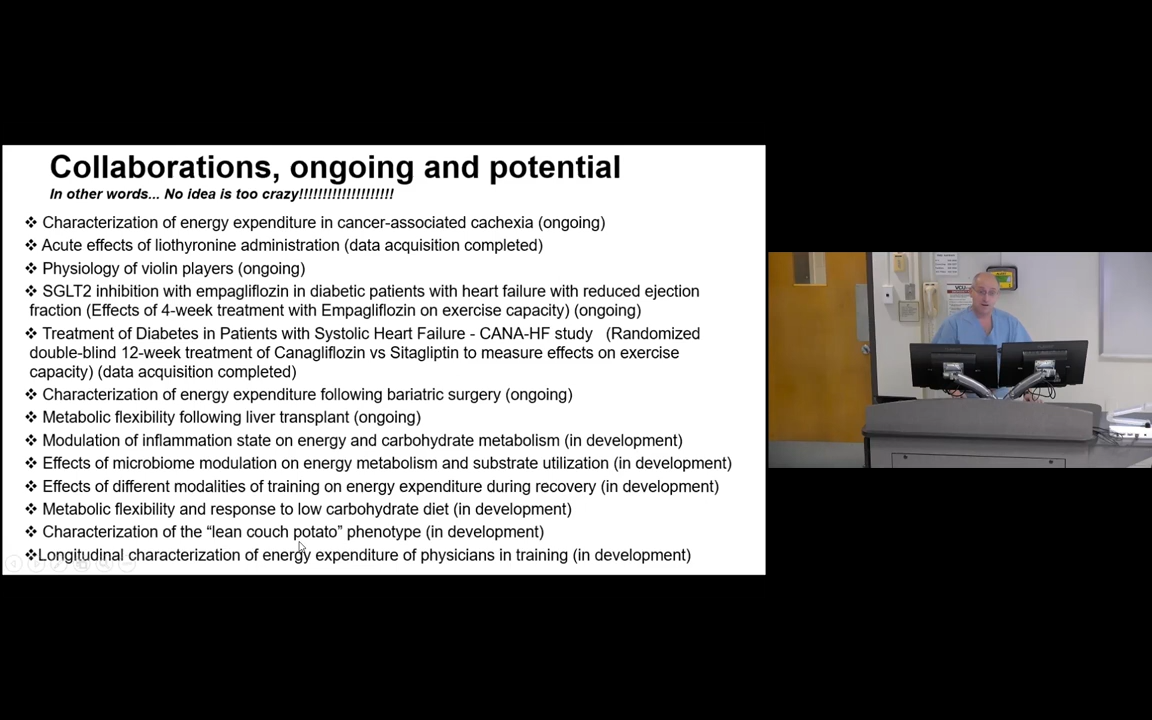 Collaborations, ongoing and potential
In other words... No idea is too crazy!!!!!!!!!!!!!!!!!!!!
❖ Characterization of energy expenditure in cancer-associated cachexia (ongoing)
❖ Acute effects of liothyronine administration (data acquisition completed)
❖ Physiology of violin players (ongoing)
❖ SGLT2 inhibition with empagliflozin in diabetic patients with heart failure with reduced ejection
fraction (Effects of 4-week treatment with Empagliflozin on exercise capacity) (ongoing)
❖ Treatment of Diabetes in Patients with Systolic Heart Failure - CANA-HF study (Randomized
double-blind 12-week treatment of Canagliflozin vs Sitagliptin to measure effects on exercise
capacity) (data acquisition completed)
❖ Characterization of energy expenditure following bariatric surgery (ongoing)
❖ Metabolic flexibility following liver transplant (ongoing)
❖ Modulation of inflammation state on energy and carbohydrate metabolism (in development)
❖ Effects of microbiome modulation on energy metabolism and substrate utilization (in development)
❖ Effects of different modalities of training on energy expenditure during recovery (in development)
❖ Metabolic flexibility and response to low carbohydrate diet (in development)
❖ Characterization of the “lean couch potato” phenotype (in development)
❖Longitudinal characterization of energy expenditure of physicians in training (in development)
VCU